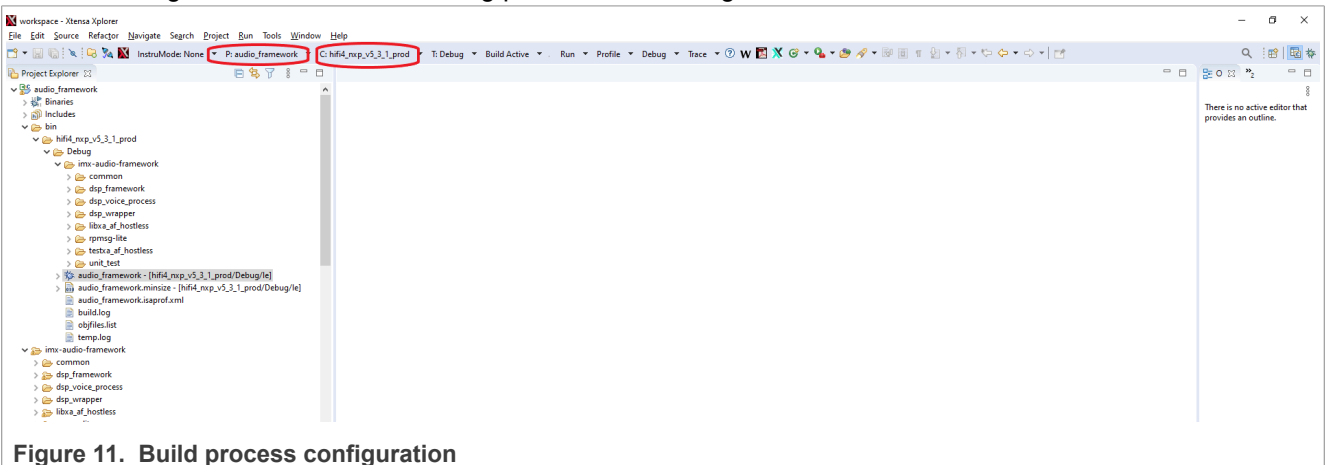 workspace - Xtensa Xplorer
File Edit Source Refactor Navigate Search Project Run Tools Window Help
InstruMode: None P: audio_framework C: hifi4_nxp_v5_3_1_prod T: Debug Build Active Run Profile Debug Trace
Project Explorer
O
2
audio_framework
Binaries
Includes
bin
hifi4_nxp_v5_3_1_prod
Debug
imx-audio-framework
common
dsp_framework
dsp_voice_process
dsp_wrapper
libxa_af_hostless
rpmsg-lite
testxa_af_hostless
unit_test
audio_framework - [hifi4_nxp_v5_3_1_prod/Debug/le]
audio_framework.minsize - [hifi4_nxp_v5_3_1_prod/Debug/le]
audio_framework.isaprof.xml
build.log
objfiles.list
temp.log
imx-audio-framework
common
dsp_framework
dsp_voice_process
dsp_wrapper
libxa_af_hostless
There is no active editor that
provides an outline.
Figure 11. Build process configuration